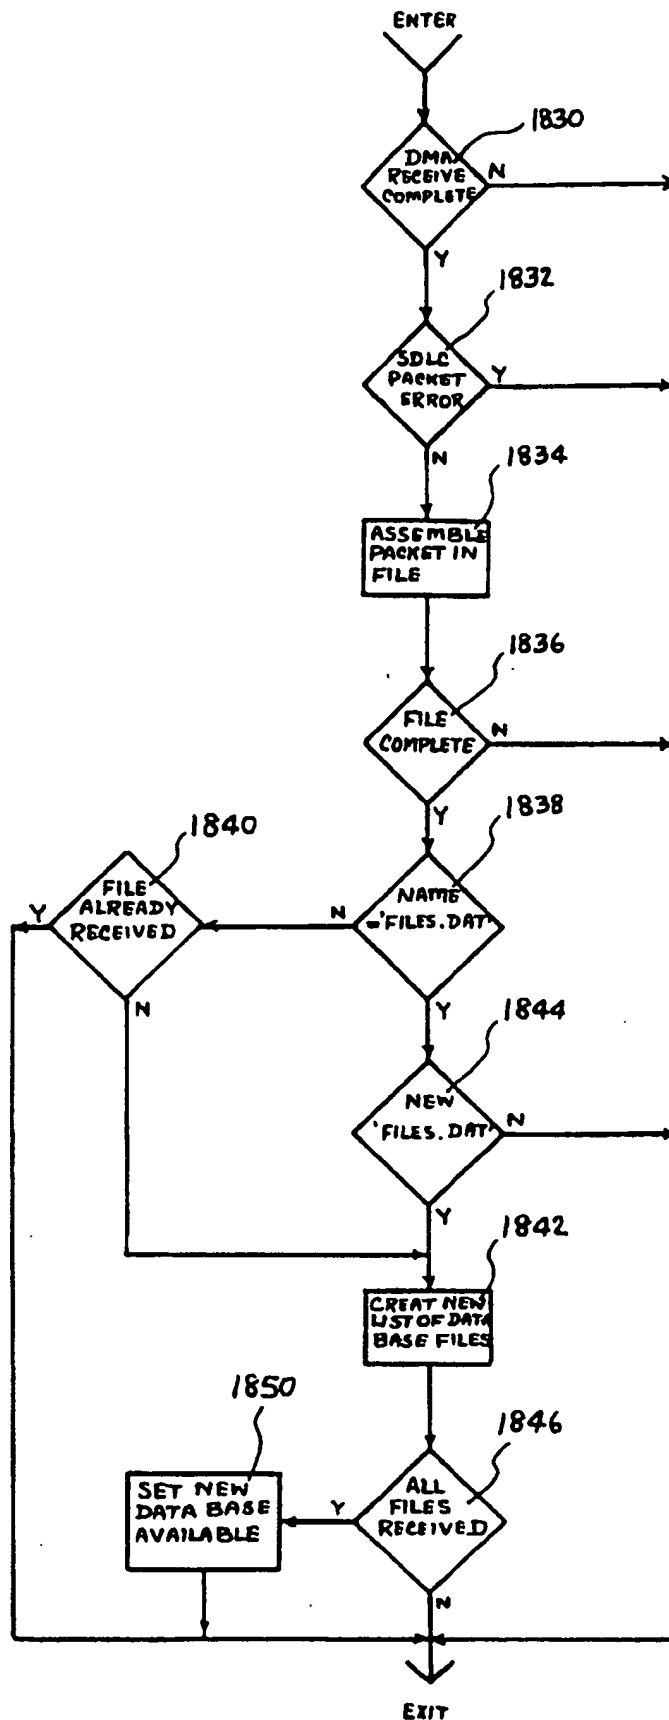 ENTER
1830
DMA
RECEIVE
COMPLETE
N
Y
1832
SDLC
PACKET
ERROR
Y
N
1834
ASSEMBLE
PACKET IN
FILE
1836
FILE
COMPLETE
N
Y
1838
NAME
='FILES.DAT'
N
Y
1840
FILE
ALREADY
RECEIVED
Y
N
1844
NEW
'FILES.DAT'
N
Y
1842
CREAT NEW
LIST OF DATA
BASE FILES
1846
ALL
FILES
RECEIVED
Y
N
1850
SET NEW
DATA BASE
AVAILABLE
EXIT